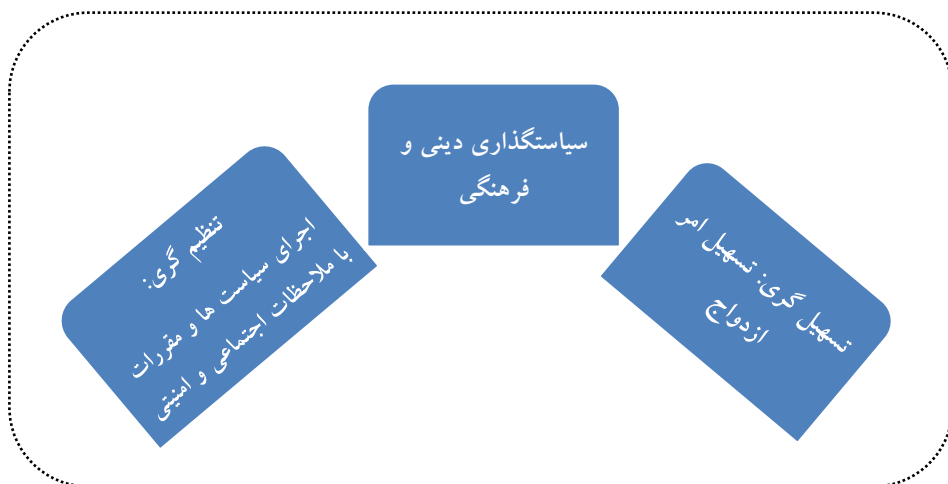 سیاستگذاری دینی و
فرهنگی
تسهیل گری: تسهیل امر
ازدواج
تنظیم گری:
اجرای سیاست ها و مقررات
با ملاحظات اجتماعی و امنیتی